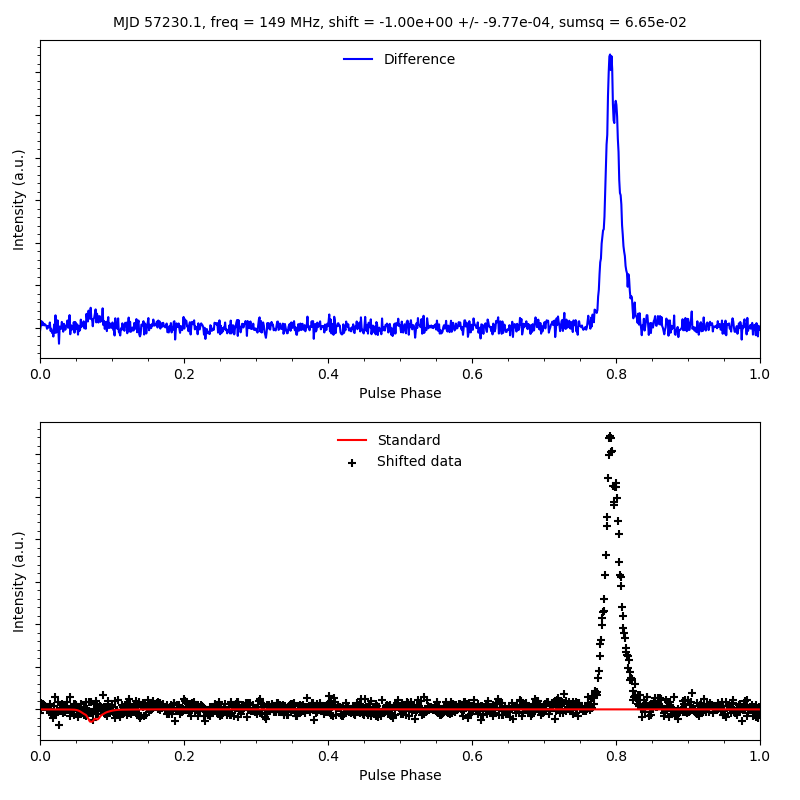 MJD 57230.1, freq = 149 MHz, shift = -1.00e+00 +/- -9.77e-04, sumsq = 6.65e-02
Difference
Intensity (a.u.)
0.0 0.2 0.4 0.6 0.8 1.0
Pulse Phase
Standard
Shifted data
Intensity (a.u.)
0.0 0.2 0.4 0.6 0.8 1.0
Pulse Phase